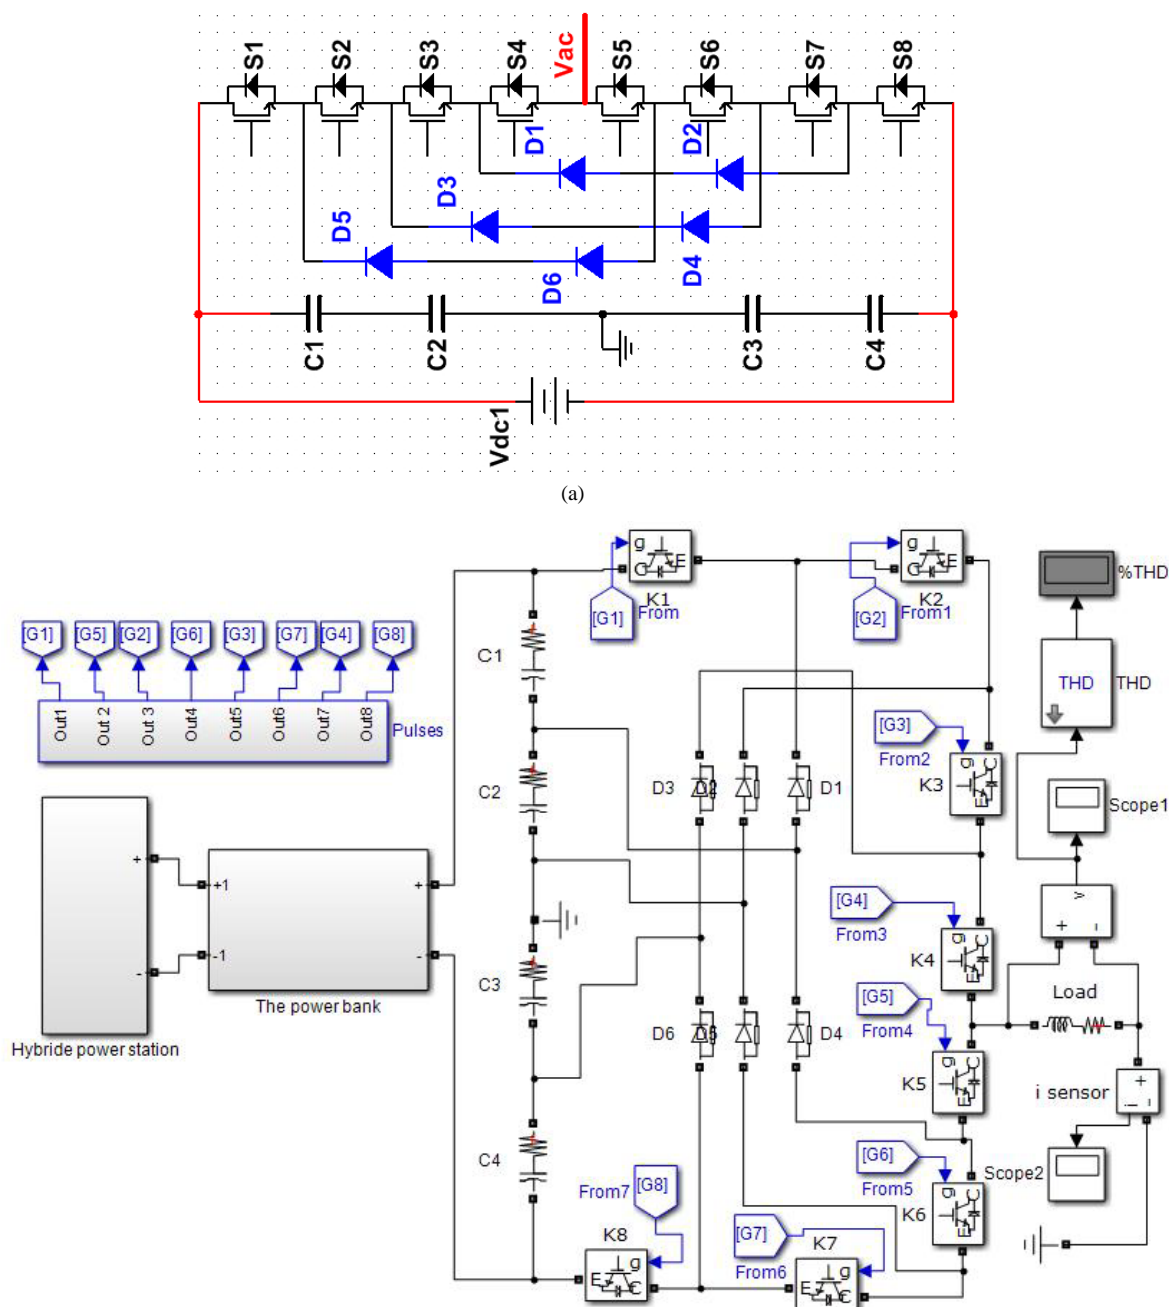 S1
S2
S3
S4
Vac
S5
S6
S7
S8
D1
D2
D3
D4
D5
D6
C1
C2
C3
C4
Vdc1
(a)
g
C
E
K1
[G1]
From
g
C
E
K2
[G2]
From1
%THD
THD
THD
[G1]
[G5]
[G2]
[G6]
[G3]
[G7]
[G4]
[G8]
Out1
Out 2
Out 3
Out4
Out5
Out6
Out7
Out8
Pulses
C1
C2
C3
C4
D3
D2
D1
[G3]
From2
g
C
E
K3
Scope1
v
+
-
[G4]
From3
g
C
E
K4
Load
[G5]
From4
g
C
E
K5
D6
D5
D4
i sensor
+
-
i
Scope2
[G6]
From5
g
C
E
K6
+
-
+1
-1
+
-
The power bank
Hybride power station
From7
[G8]
K8
E
g
C
[G7]
From6
K7
E
g
C